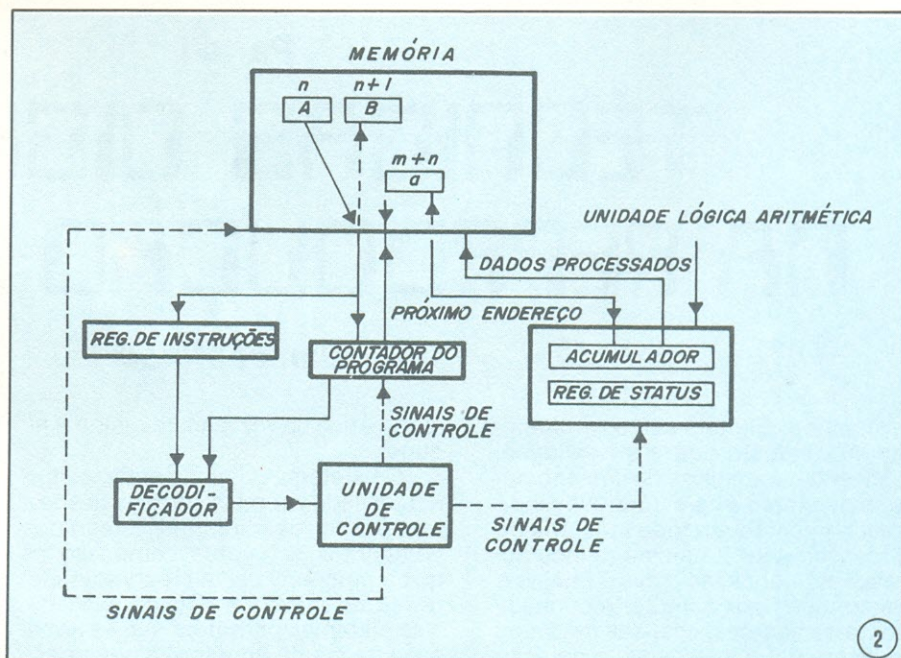 MEMÓRIA
n n+1
A B
m+n
a
UNIDADE LÓGICA ARITMÉTICA
DADOS PROCESSADOS
PRÓXIMO ENDEREÇO
REG. DE INSTRUÇÕES
CONTADOR DO
PROGRAMA
ACUMULADOR
REG. DE STATUS
SINAIS DE
CONTROLE
DECODI-
FICADOR
UNIDADE
DE
CONTROLE
SINAIS DE
CONTROLE
SINAIS DE CONTROLE
2